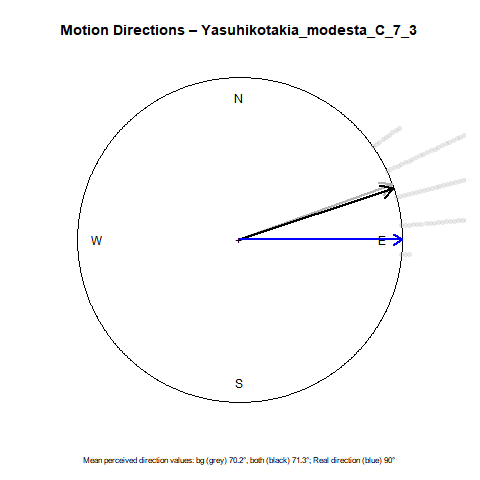 Motion Directions – Yasuhikotakia_modesta_C_7_3
N
W
E
S
Mean perceived direction values: bg (grey) 70.2°, both (black) 71.3°; Real direction (blue) 90°